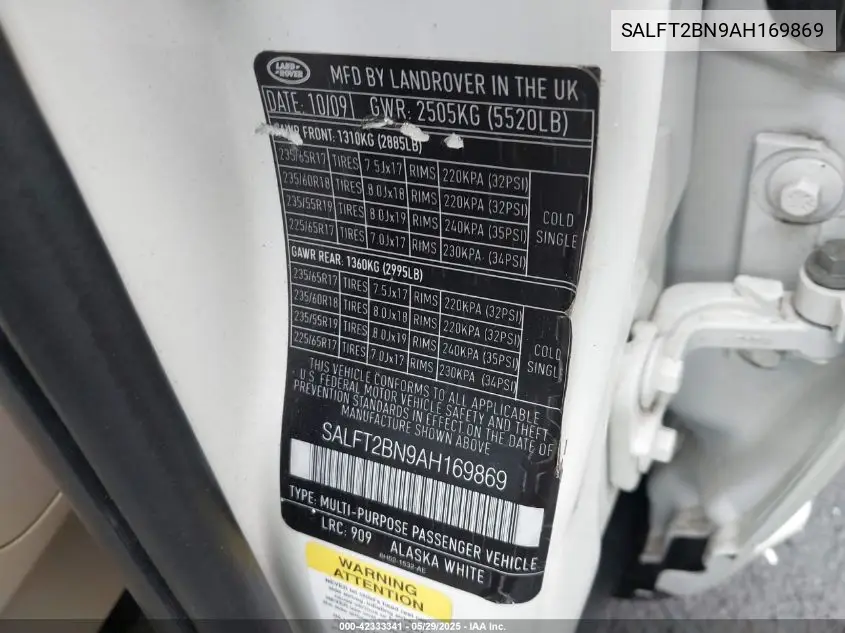 SALFT2BN9AH169869
LAND ROVER
MFD BY LANDROVER IN THE UK
DATE: 10/09 GWR: 2505KG (5520LB)
GAWR FRONT: 1310KG (2885LB)
235/65R17 TIRES 7.5Jx17 RIMS 220KPA (32PSI)
235/60R18 TIRES 8.0Jx18 RIMS 220KPA (32PSI)
235/55R19 TIRES 8.0Jx19 RIMS 240KPA (35PSI)
225/65R17 TIRES 7.0Jx17 RIMS 230KPA (34PSI)
COLD
SINGLE
GAWR REAR: 1360KG (2995LB)
235/65R17 TIRES 7.5Jx17 RIMS 220KPA (32PSI)
235/60R18 TIRES 8.0Jx18 RIMS 220KPA (32PSI)
235/55R19 TIRES 8.0Jx19 RIMS 240KPA (35PSI)
225/65R17 TIRES 7.0Jx17 RIMS 230KPA (34PSI)
COLD
SINGLE
THIS VEHICLE CONFORMS TO ALL APPLICABLE
U.S. FEDERAL MOTOR VEHICLE SAFETY AND THEFT
PREVENTION STANDARDS IN EFFECT ON THE DATE OF
MANUFACTURE SHOWN ABOVE
SALFT2BN9AH169869
TYPE: MULTI-PURPOSE PASSENGER VEHICLE
LRC: 909 ALASKA WHITE
WARNING
ATTENTION
000-42333341 - 05/29/2025 - IAA Inc.